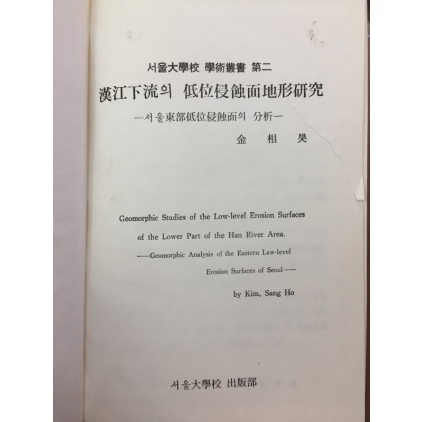 서울大學校 學術叢書 第二
漢江下流의 低位侵蝕面地形硏究
—서울東部低位侵蝕面의 分析—
金 相 昊
Geomorphic Studies of the Low-level Erosion Surfaces
of the Lower Part of the Han River Area.
——Geomorphic Analysis of the Eastern Law-level
Erosion Surfaces of Seoul——
by Kim, Sang Ho
서울大學校 出版部